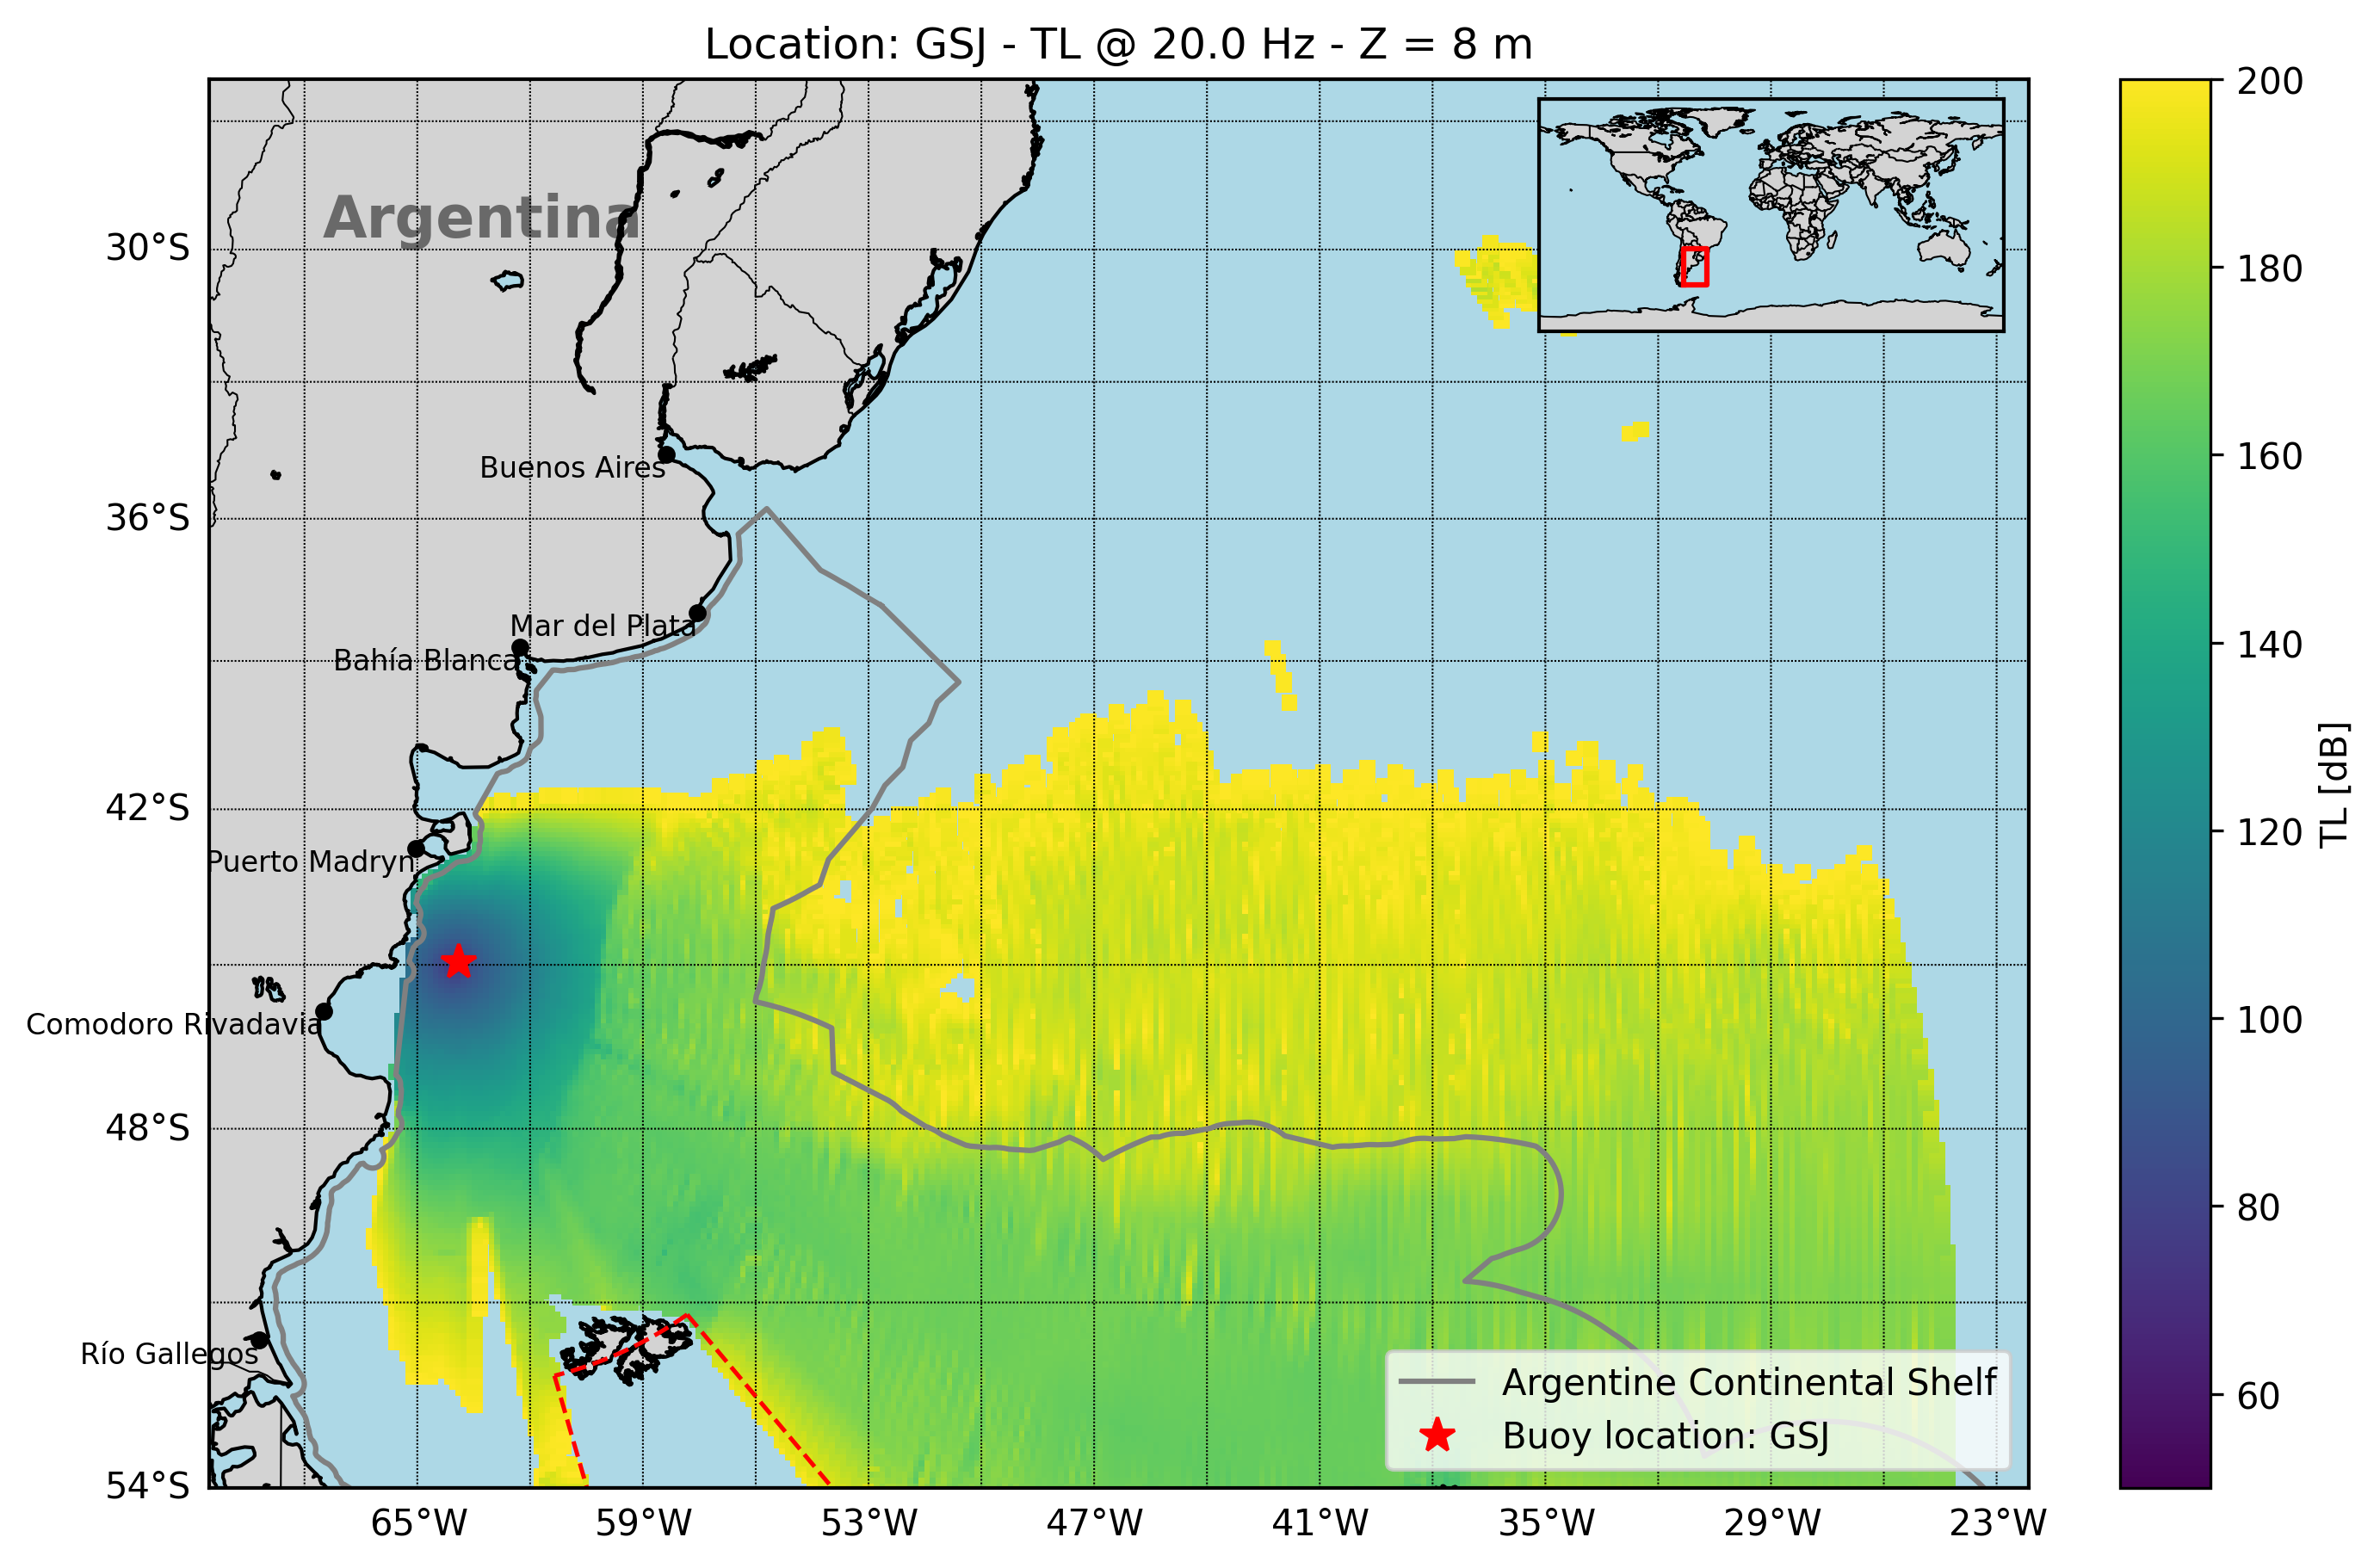 Location: GSJ - TL @ 20.0 Hz - Z = 8 m
Argentina
30°S
36°S
42°S
48°S
54°S
Buenos Aires
Mar del Plata
Bahía Blanca
Puerto Madryn
Comodoro Rivadavia
Río Gallegos
Argentine Continental Shelf
Buoy location: GSJ
65°W
59°W
53°W
47°W
41°W
35°W
29°W
23°W
200
180
160
140
120
100
80
60
TL [dB]